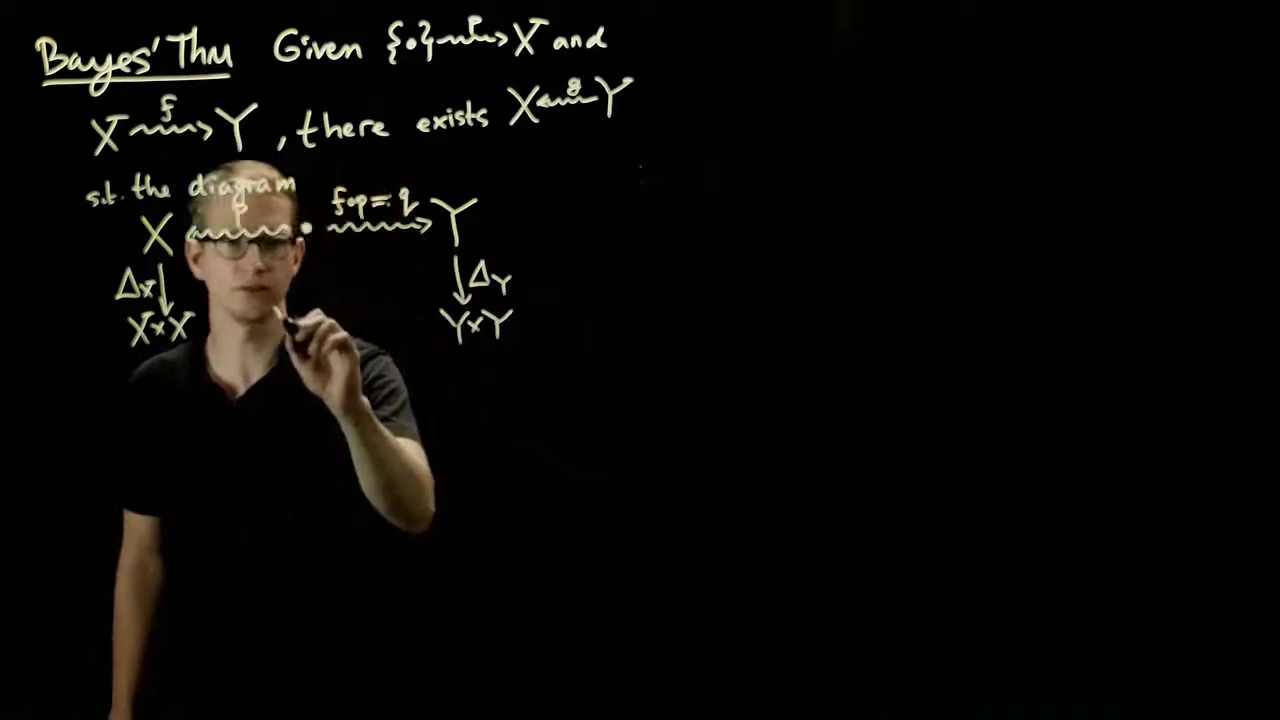 Bayes' Thm Given {•} p⇝ X and
X f⇝ Y , there exists X ⇜g Y
s.t. the diagram
X ⇜p • f∘p=:q ⇝ Y
ΔX ↓ ↓ ΔY
X×X Y×Y